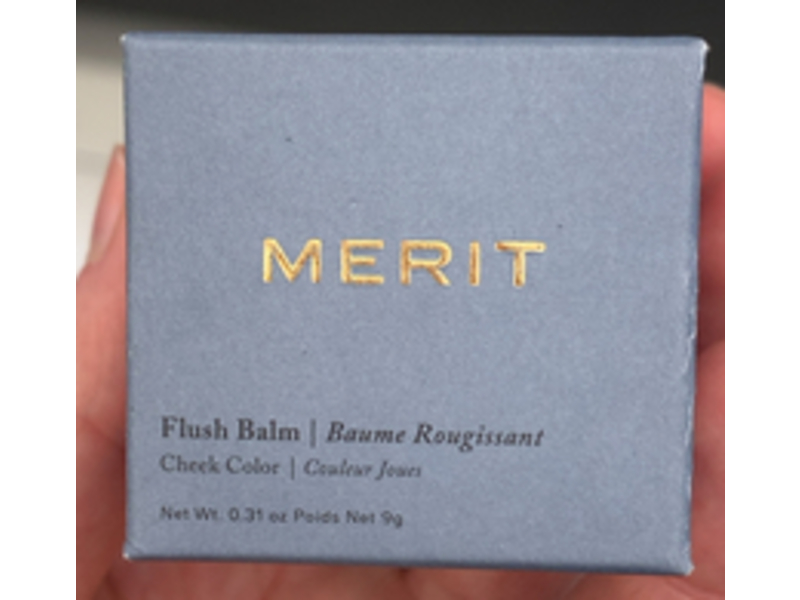 MERIT
Flush Balm | Baume Rougissant
Cheek Color | Couleur Joues
Net Wt. 0.31 oz Poids Net 9g